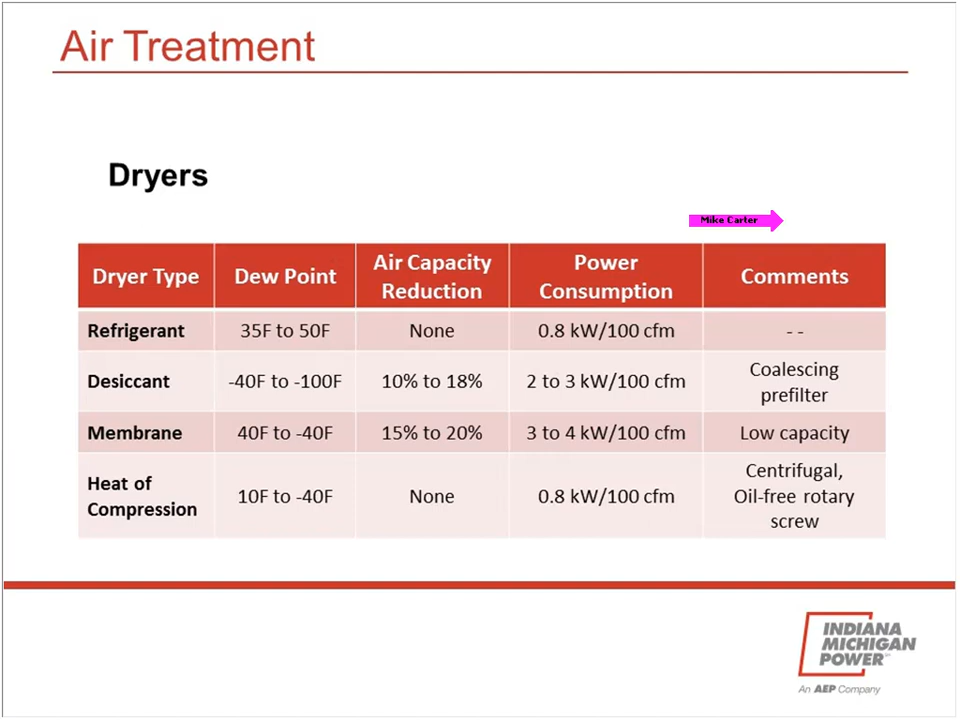 Air Treatment
Dryers
Mike Carter
Dryer Type Dew Point Air Capacity Reduction Power Consumption Comments
Refrigerant 35F to 50F None 0.8 kW/100 cfm - -
Desiccant -40F to -100F 10% to 18% 2 to 3 kW/100 cfm Coalescing prefilter
Membrane 40F to -40F 15% to 20% 3 to 4 kW/100 cfm Low capacity
Heat of Compression 10F to -40F None 0.8 kW/100 cfm Centrifugal, Oil-free rotary screw
INDIANA
MICHIGAN
POWER
An AEP Company